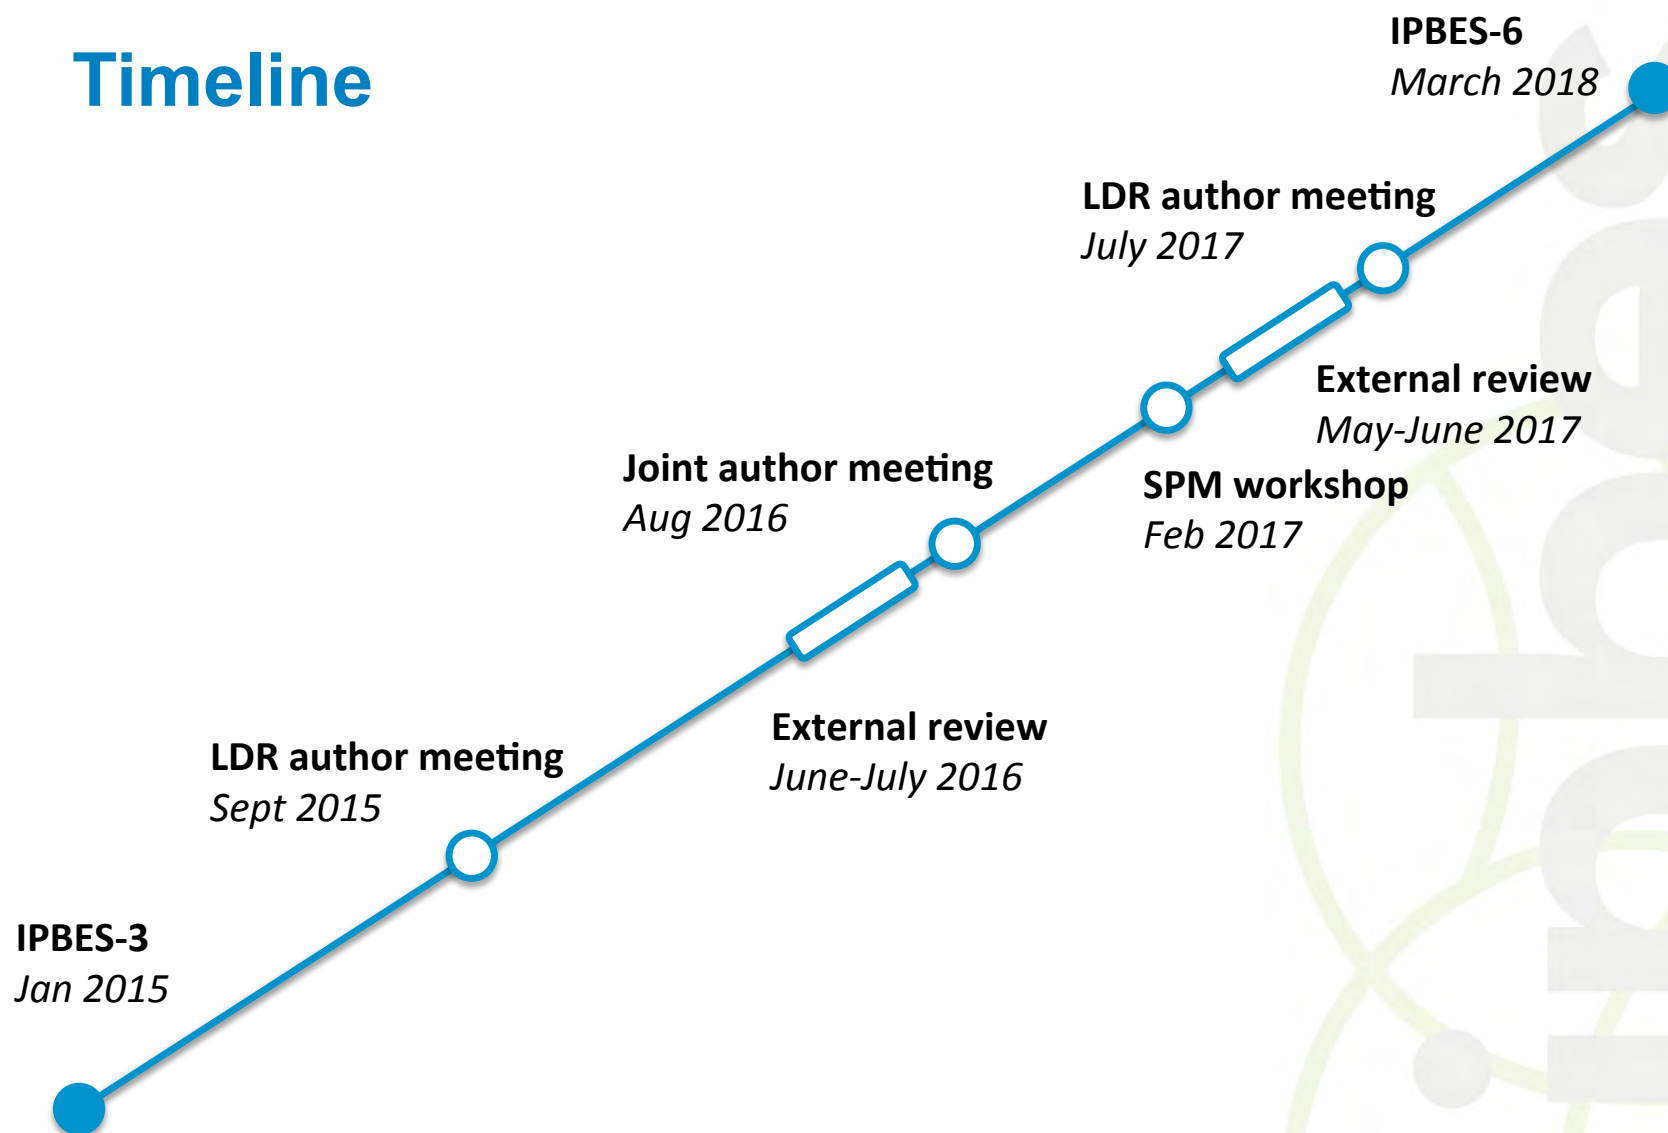 Timeline
IPBES-6
March 2018
LDR author meeting
July 2017
External review
May-June 2017
SPM workshop
Feb 2017
Joint author meeting
Aug 2016
External review
June-July 2016
LDR author meeting
Sept 2015
IPBES-3
Jan 2015